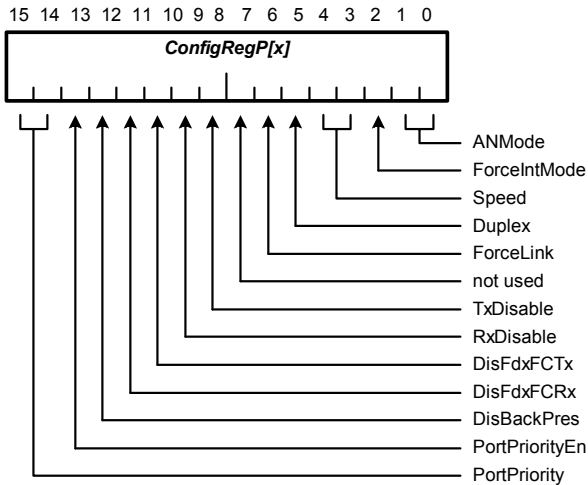 15 14 13 12 11 10 9 8 7 6 5 4 3 2 1 0
ConfigRegP[x]
ANMode
ForceIntMode
Speed
Duplex
ForceLink
not used
TxDisable
RxDisable
DisFdxFCTx
DisFdxFCRx
DisBackPres
PortPriorityEn
PortPriority